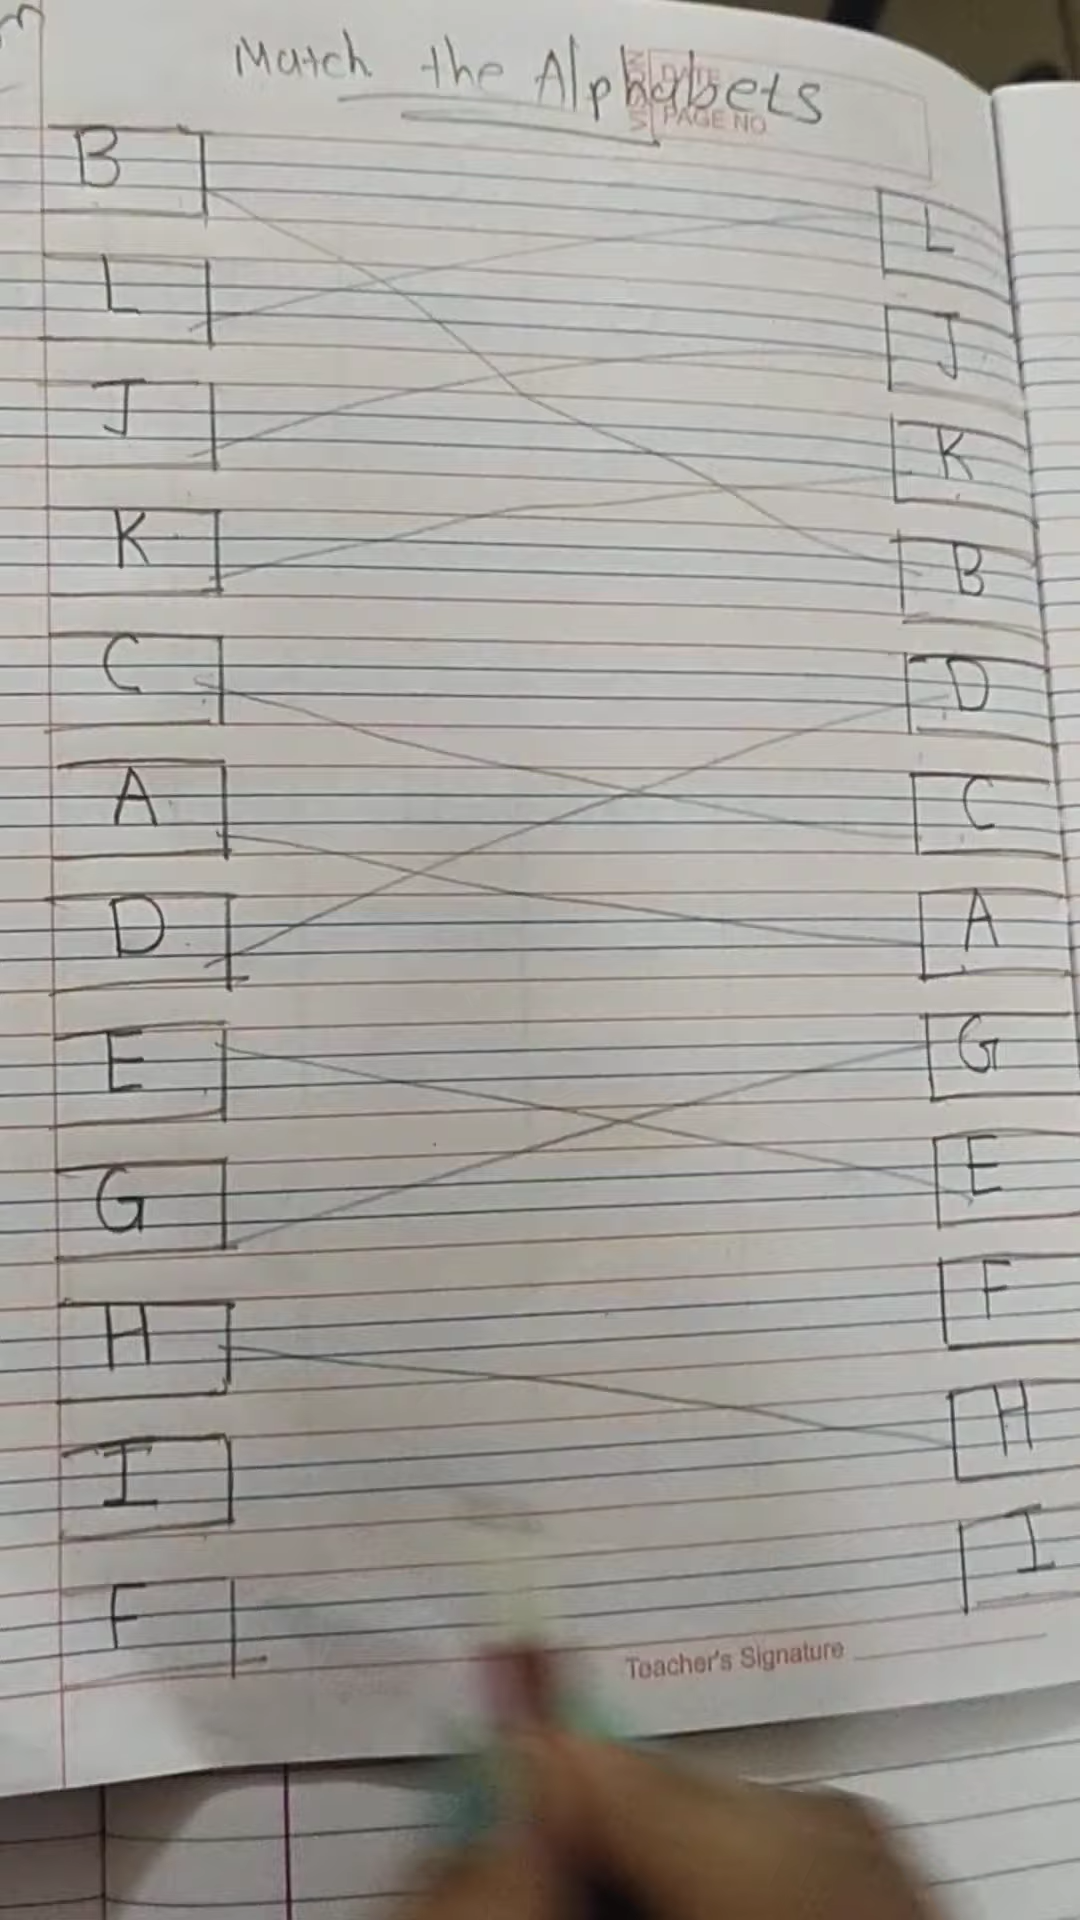 Match the Alphabets
DATE
PAGE NO.
B
L
J
K
C
A
D
E
G
H
I
F
L
J
K
B
D
C
A
G
E
F
H
I
Teacher's Signature